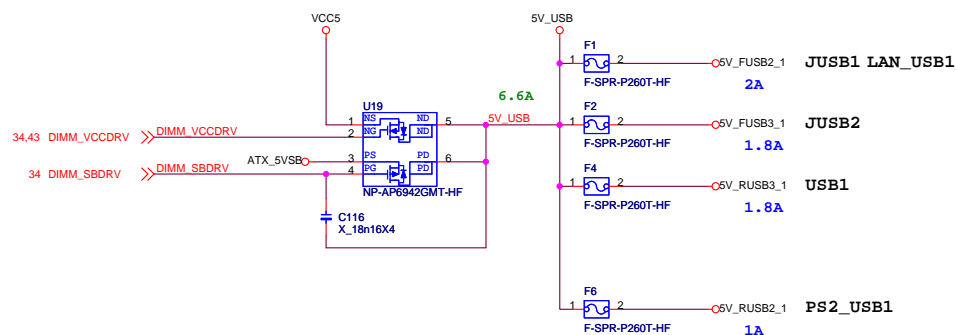 VCC5
5V_USB
F1
1
2
5V_FUSB2_1
JUSB1 LAN_USB1
F-SPR-P260T-HF
2A
6.6A
U19
NS
ND
1
5
5V_USB
NG
ND
2
34,43 DIMM_VCCDRV
DIMM_VCCDRV
F2
1
2
5V_FUSB3_1
JUSB2
F-SPR-P260T-HF
1.8A
ATX_5VSB
3
PS
PD
6
4
PG
PD
34 DIMM_SBDRV
DIMM_SBDRV
NP-AP6942GMT-HF
F4
1
2
5V_RUSB3_1
USB1
F-SPR-P260T-HF
1.8A
C116
X_18n16X4
F6
1
2
5V_RUSB2_1
PS2_USB1
F-SPR-P260T-HF
1A